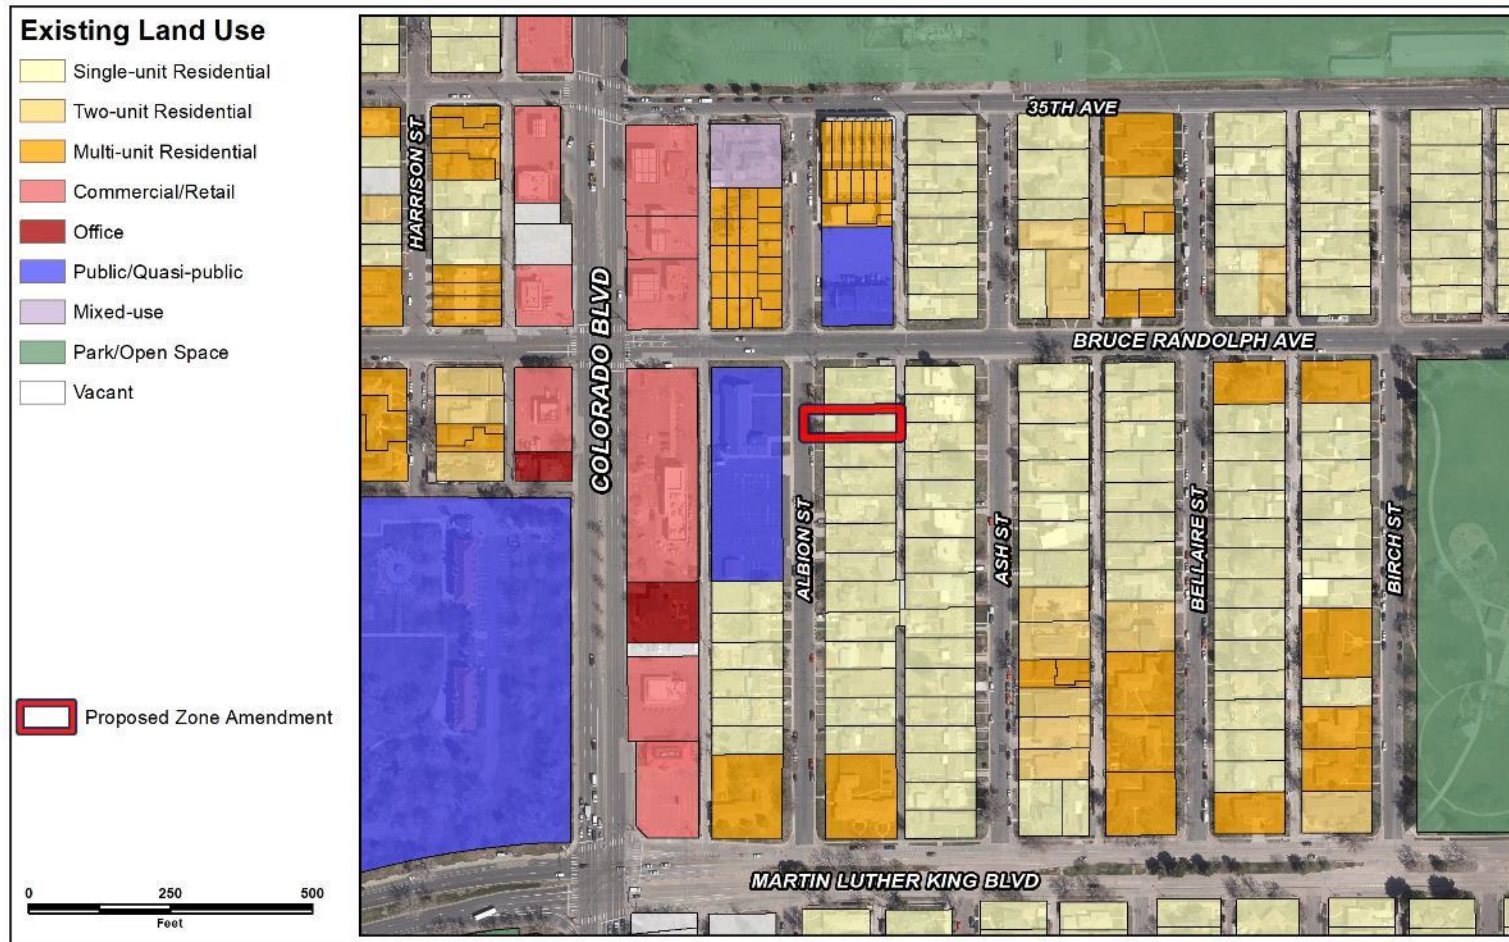 Existing Land Use
Single-unit Residential
Two-unit Residential
Multi-unit Residential
Commercial/Retail
Office
Public/Quasi-public
Mixed-use
Park/Open Space
Vacant
Proposed Zone Amendment
0 250 500
Feet
35TH AVE
HARRISON ST
COLORADO BLVD
BRUCE RANDOLPH AVE
ALBION ST
ASH ST
BELLAIRE ST
BIRCH ST
MARTIN LUTHER KING BLVD